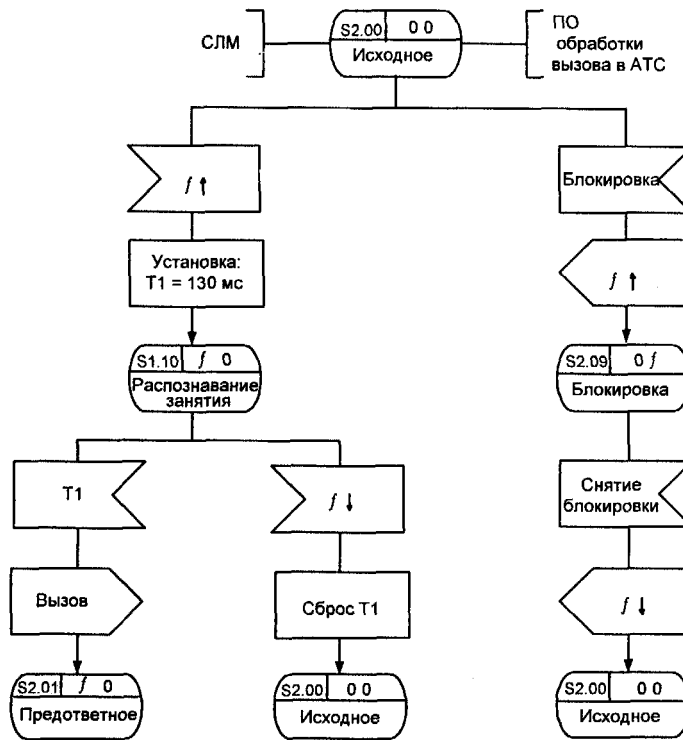 СЛМ
S2.00 0 0
Исходное
ПО
обработки
вызова в АТС
f ↑
Блокировка
Установка:
T1 = 130 мс
f ↑
S1.10 f 0
Распознавание
занятия
S2.09 0 f
Блокировка
T1
f ↓
Снятие
блокировки
Вызов
Сброс T1
f ↓
S2.01 f 0
Предответное
S2.00 0 0
Исходное
S2.00 0 0
Исходное